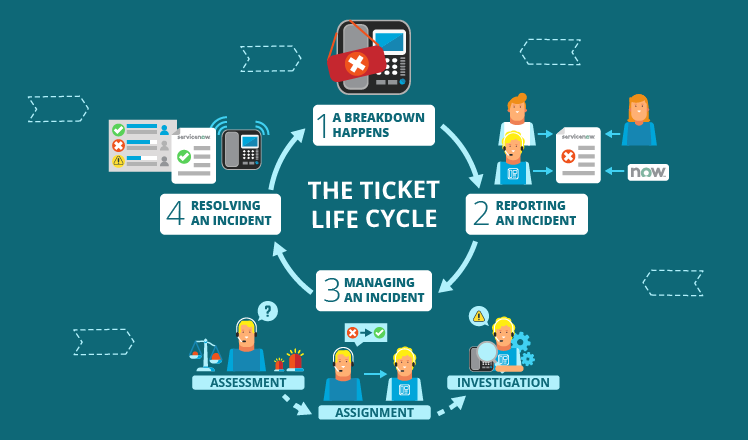 1 A BREAKDOWN
HAPPENS
servicenow
servicenow
now
THE TICKET
LIFE CYCLE
4 RESOLVING
AN INCIDENT
2 REPORTING
AN INCIDENT
3 MANAGING
AN INCIDENT
?
ASSESSMENT
ASSIGNMENT
INVESTIGATION